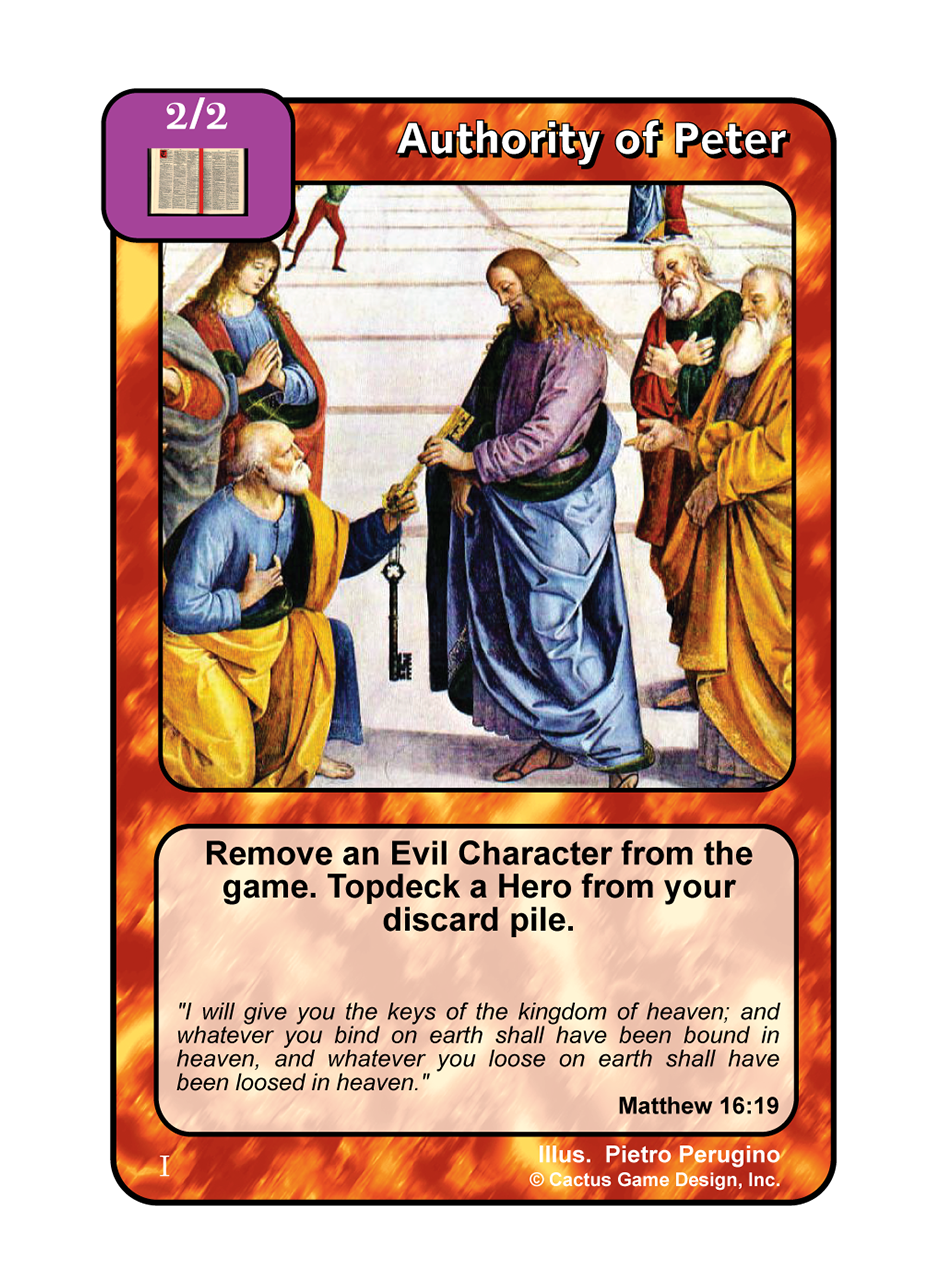 2/2
Authority of Peter
Remove an Evil Character from the
game. Topdeck a Hero from your
discard pile.
"I will give you the keys of the kingdom of heaven; and
whatever you bind on earth shall have been bound in
heaven, and whatever you loose on earth shall have
been loosed in heaven."
Matthew 16:19
I
Illus. Pietro Perugino
© Cactus Game Design, Inc.